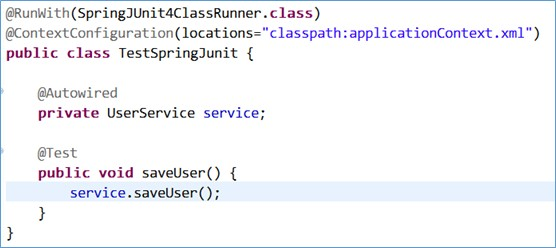 @RunWith(SpringJUnit4ClassRunner.class)
@ContextConfiguration(locations="classpath:applicationContext.xml")
public class TestSpringJunit {
@Autowired
private UserService service;
@Test
public void saveUser() {
service.saveUser();
}
}